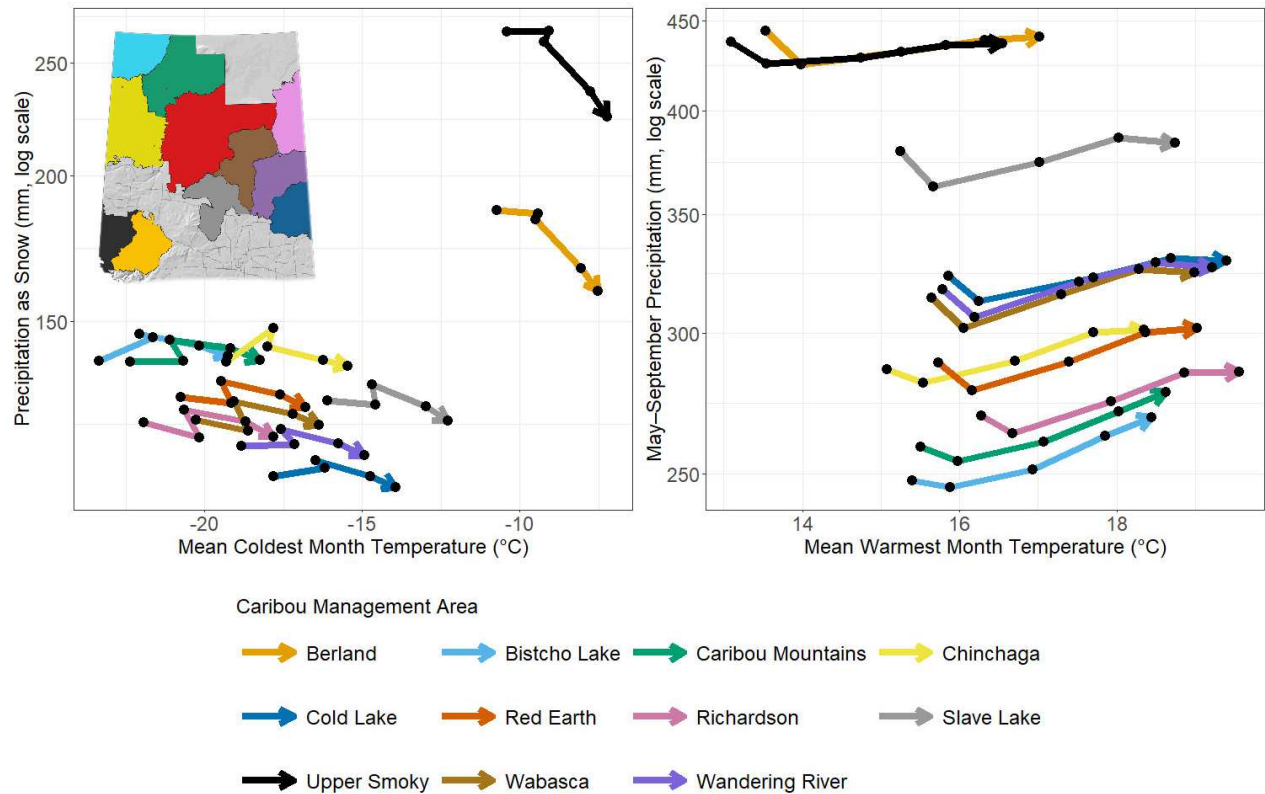 Precipitation as Snow (mm, log scale)
250
200
150
-20
-15
-10
Mean Coldest Month Temperature (°C)
May–September Precipitation (mm, log scale)
450
400
350
300
250
14
16
18
Mean Warmest Month Temperature (°C)
Caribou Management Area
Berland
Bistcho Lake
Caribou Mountains
Chinchaga
Cold Lake
Red Earth
Richardson
Slave Lake
Upper Smoky
Wabasca
Wandering River